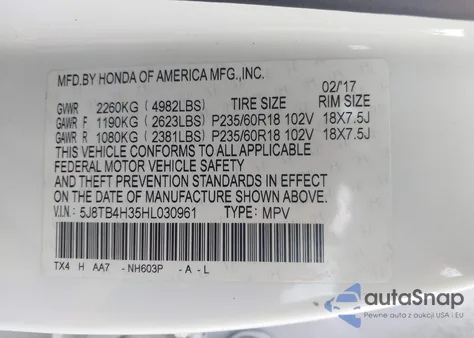 MFD.BY HONDA OF AMERICA MFG.,INC.
02/'17
GVWR 2260KG (4982LBS) TIRE SIZE RIM SIZE
GAWR F 1190KG (2623LBS) P235/60R18 102V 18X7.5J
GAWR R 1080KG (2381LBS) P235/60R18 102V 18X7.5J
THIS VEHICLE CONFORMS TO ALL APPLICABLE
FEDERAL MOTOR VEHICLE SAFETY
AND THEFT PREVENTION STANDARDS IN EFFECT
ON THE DATE OF MANUFACTURE SHOWN ABOVE.
V.I.N.: 5J8TB4H35HL030961 TYPE: MPV
TX4 H AA7 -NH603P -A-L
autoSnap
Pewne auta z odzysku | USA i EU